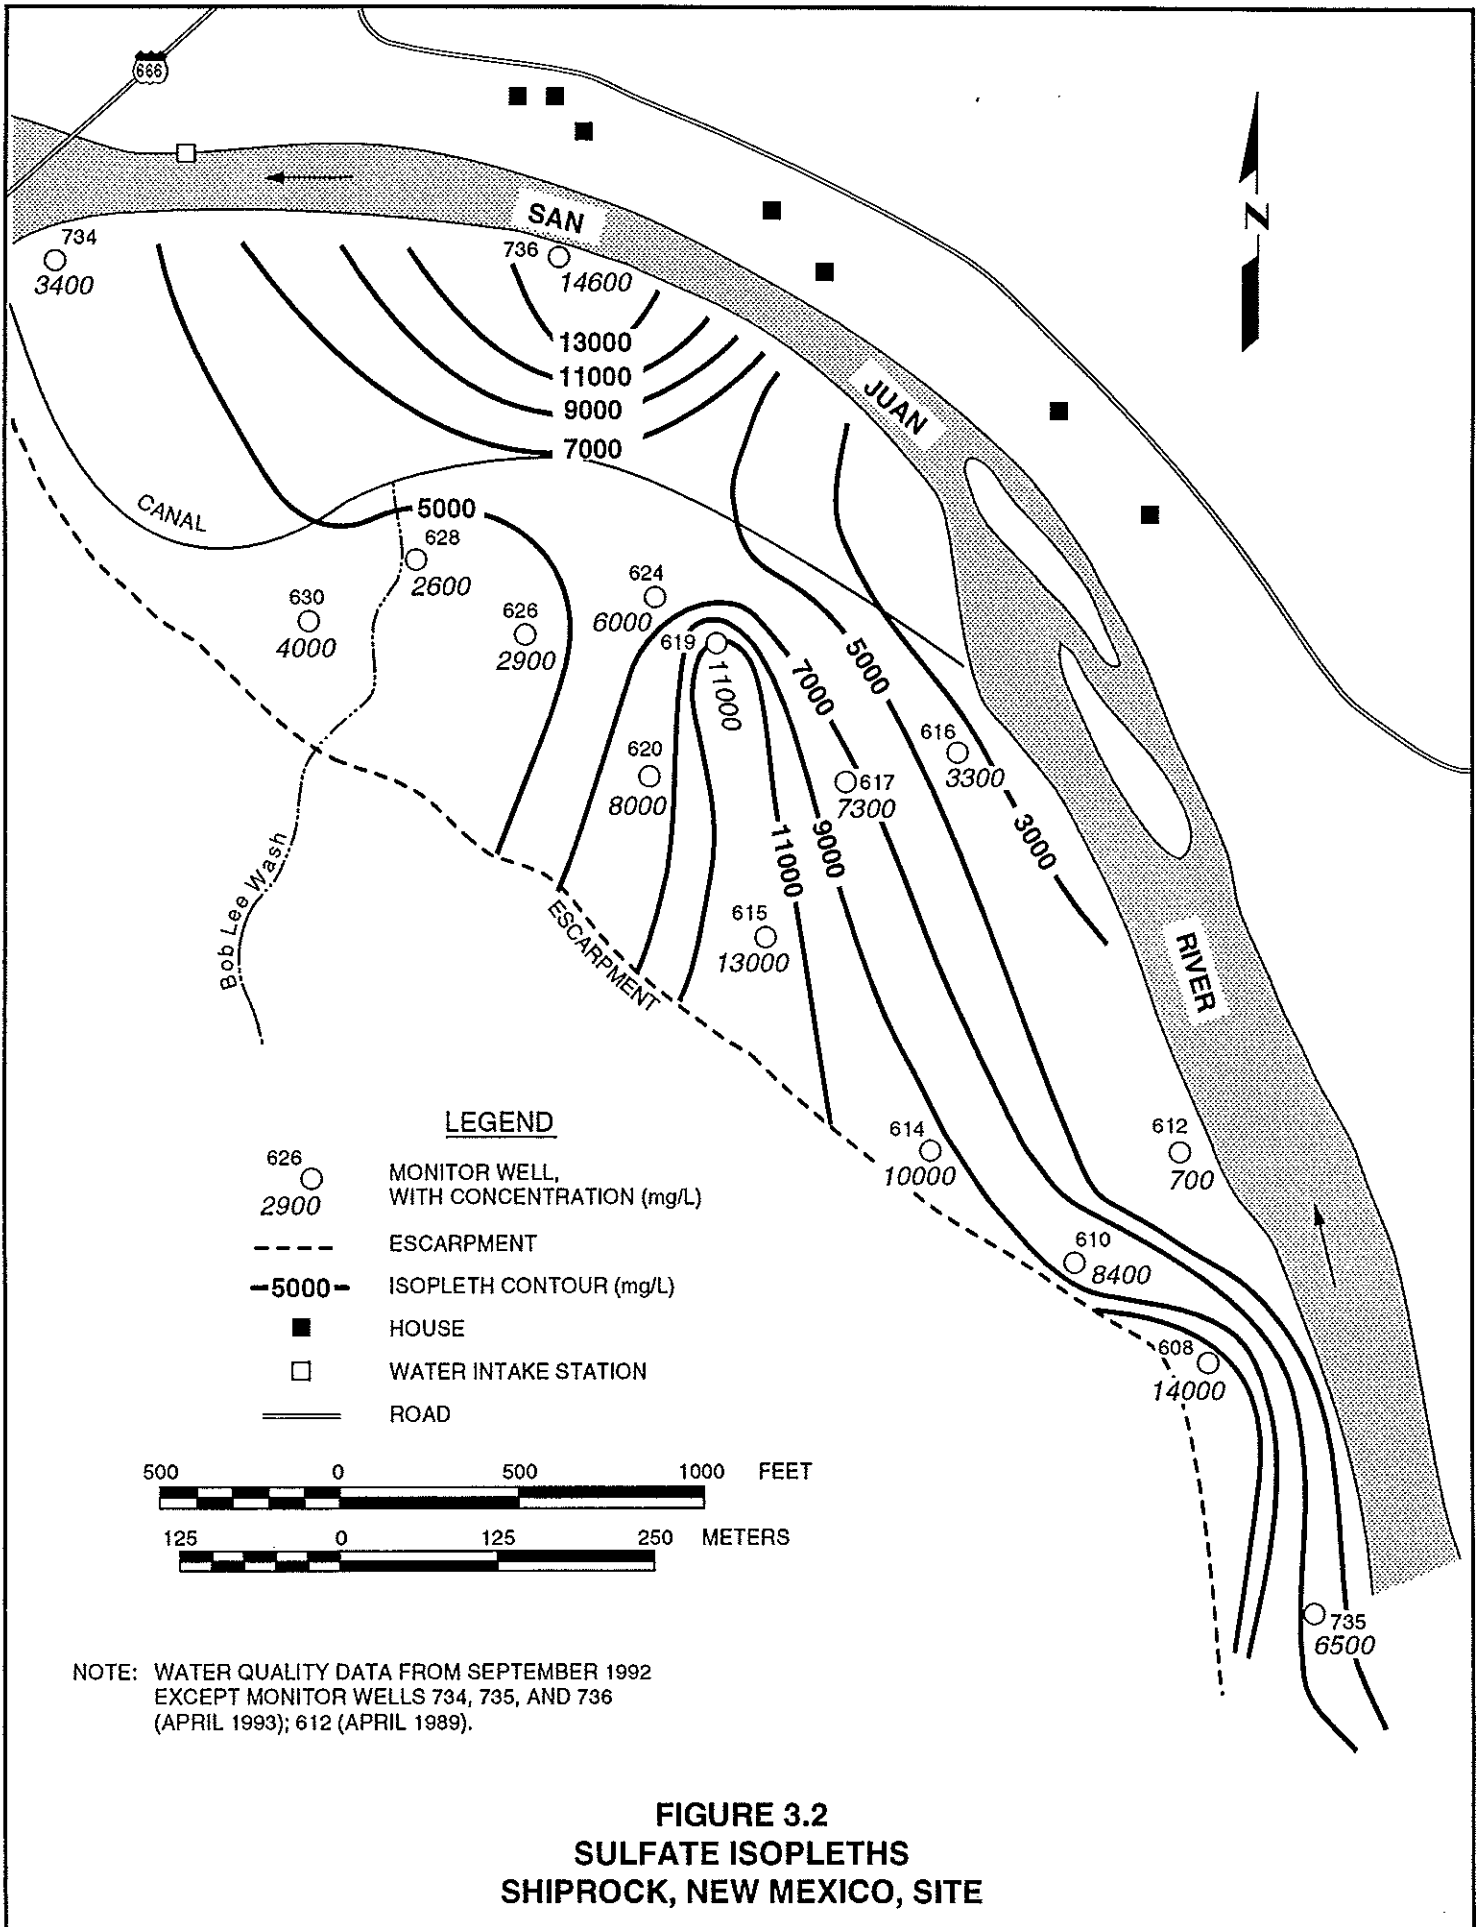 666
SAN
734
3400
736
14600
13000
11000
9000
7000
JUAN
CANAL
5000
628
2600
630
4000
626
2900
624
6000
619
11000
5000
7000
620
8000
616
3300
617
7300
3000
11000
9000
Bob Lee Wash
ESCARPMENT
615
13000
RIVER
614
10000
612
700
610
8400
608
14000
735
6500
N
LEGEND
626
2900
MONITOR WELL,
WITH CONCENTRATION (mg/L)
ESCARPMENT
5000
ISOPLETH CONTOUR (mg/L)
HOUSE
WATER INTAKE STATION
ROAD
500 0 500 1000 FEET
125 0 125 250 METERS
NOTE: WATER QUALITY DATA FROM SEPTEMBER 1992
EXCEPT MONITOR WELLS 734, 735, AND 736
(APRIL 1993); 612 (APRIL 1989).
FIGURE 3.2
SULFATE ISOPLETHS
SHIPROCK, NEW MEXICO, SITE